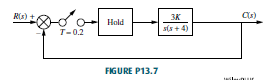 R(s) +
−
T = 0.2
Hold
3K
s(s + 4)
C(s)
FIGURE P13.7